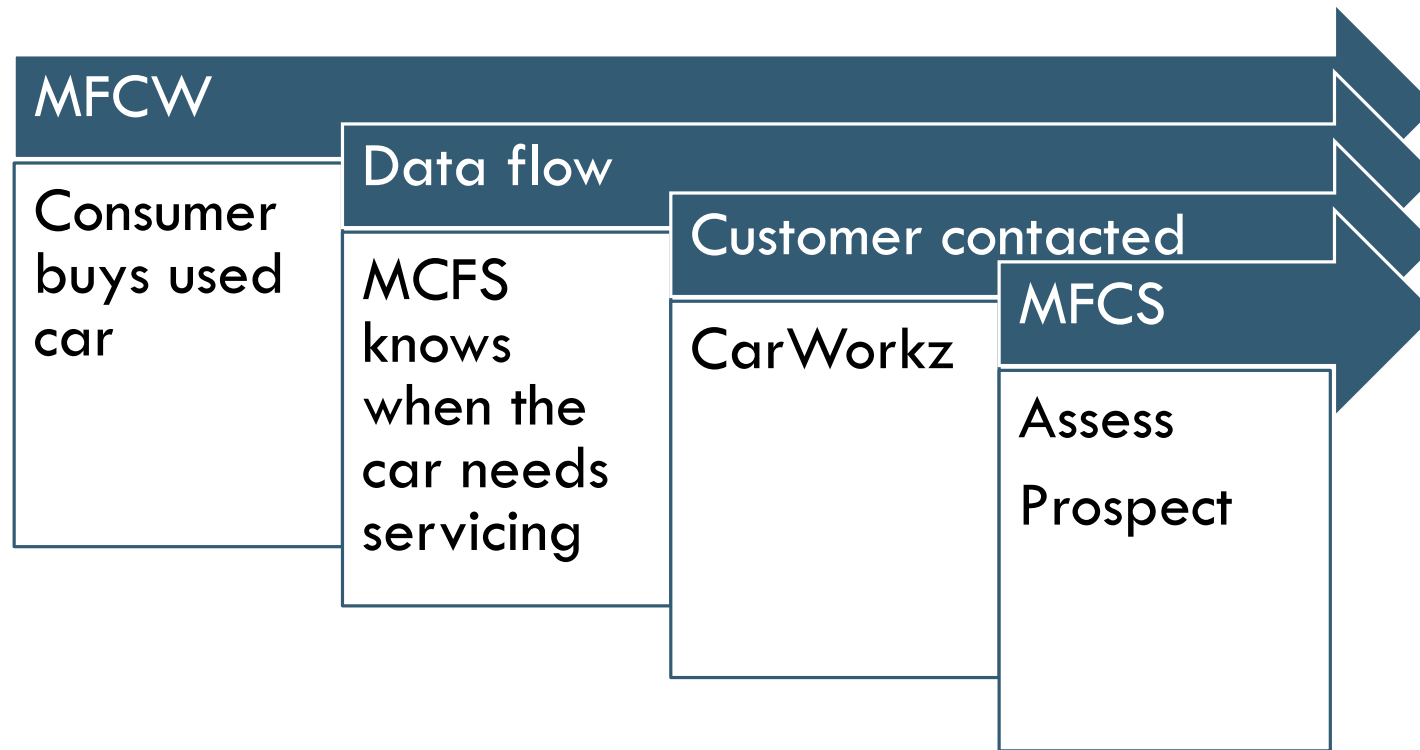 MFCW
Consumer
buys used
car
Data flow
MCFS
knows
when the
car needs
servicing
Customer contacted
CarWorkz
MFCS
Assess
Prospect